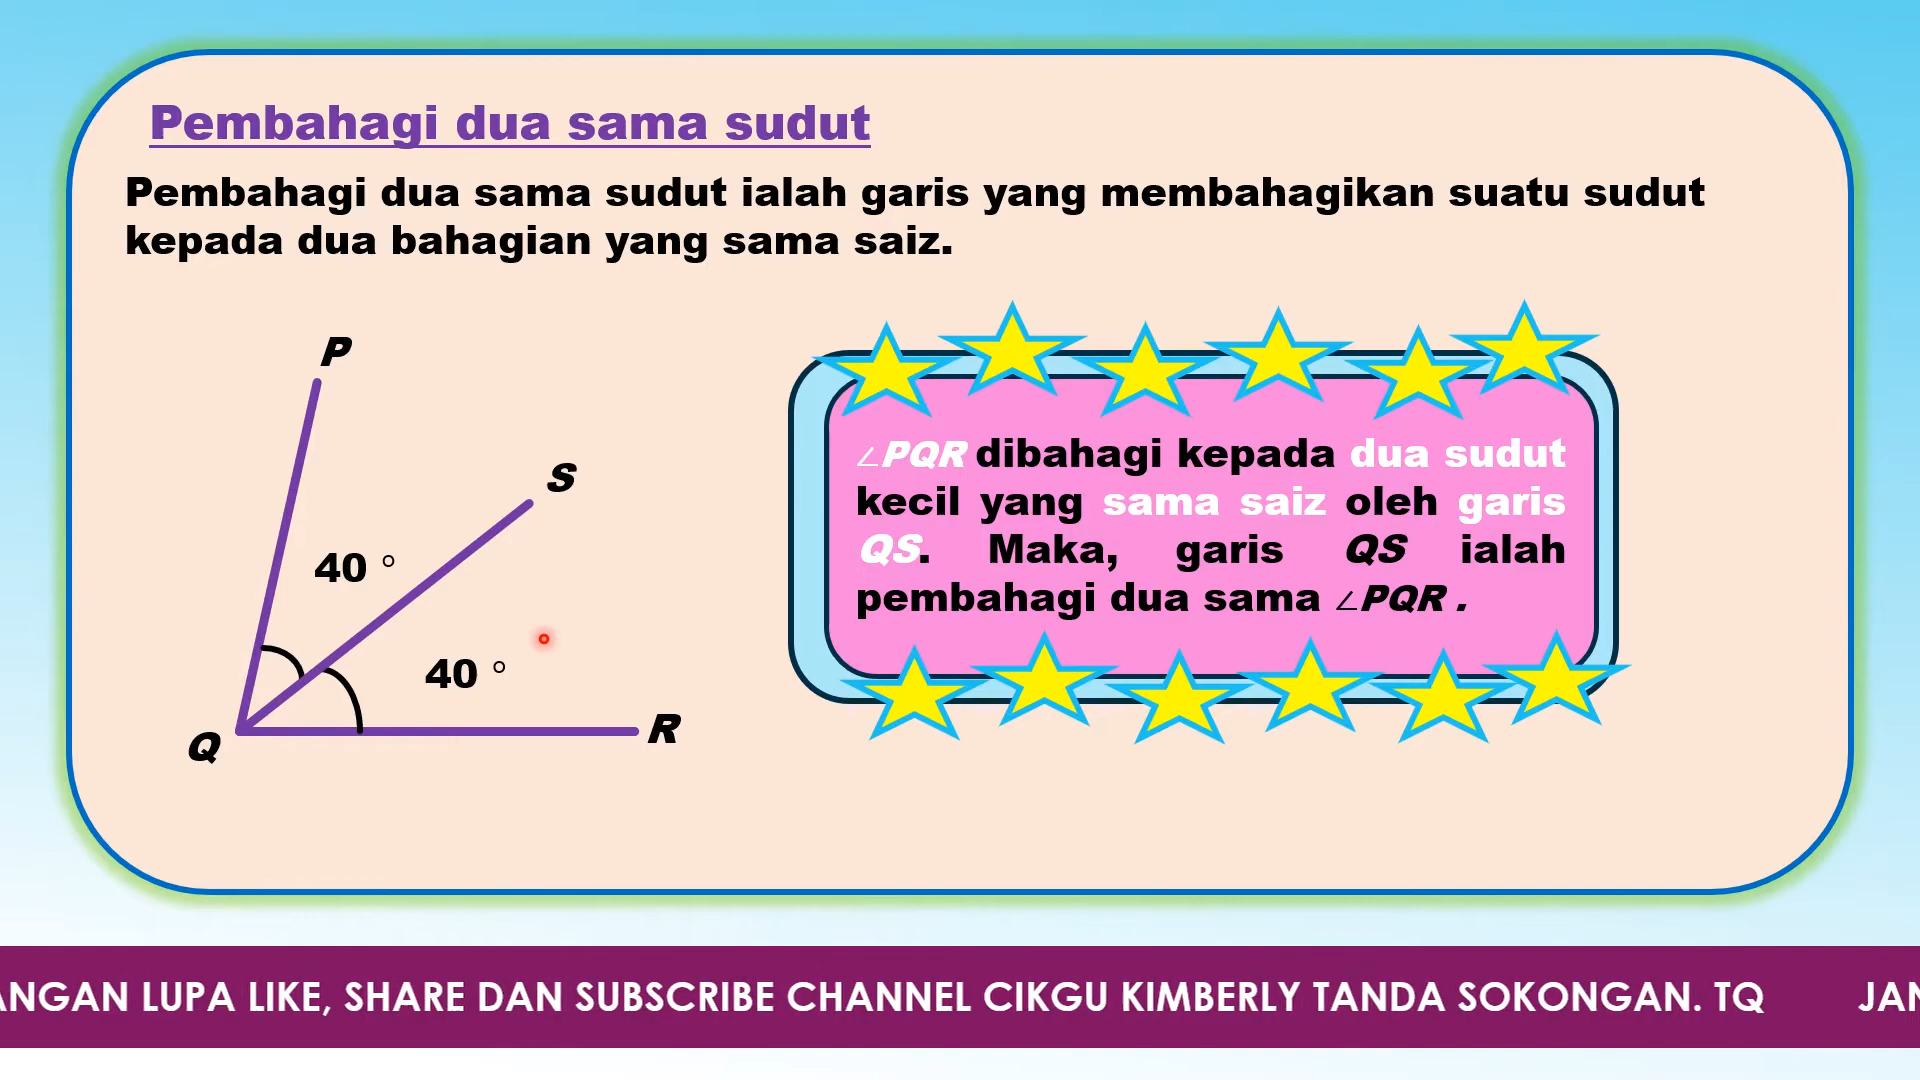 Pembahagi dua sama sudut
Pembahagi dua sama sudut ialah garis yang membahagikan suatu sudut
kepada dua bahagian yang sama saiz.
P
S
40 °
40 °
Q
R
∠PQR dibahagi kepada dua sudut
kecil yang sama saiz oleh garis
QS. Maka, garis QS ialah
pembahagi dua sama ∠PQR .
ANGAN LUPA LIKE, SHARE DAN SUBSCRIBE CHANNEL CIKGU KIMBERLY TANDA SOKONGAN. TQ JAN